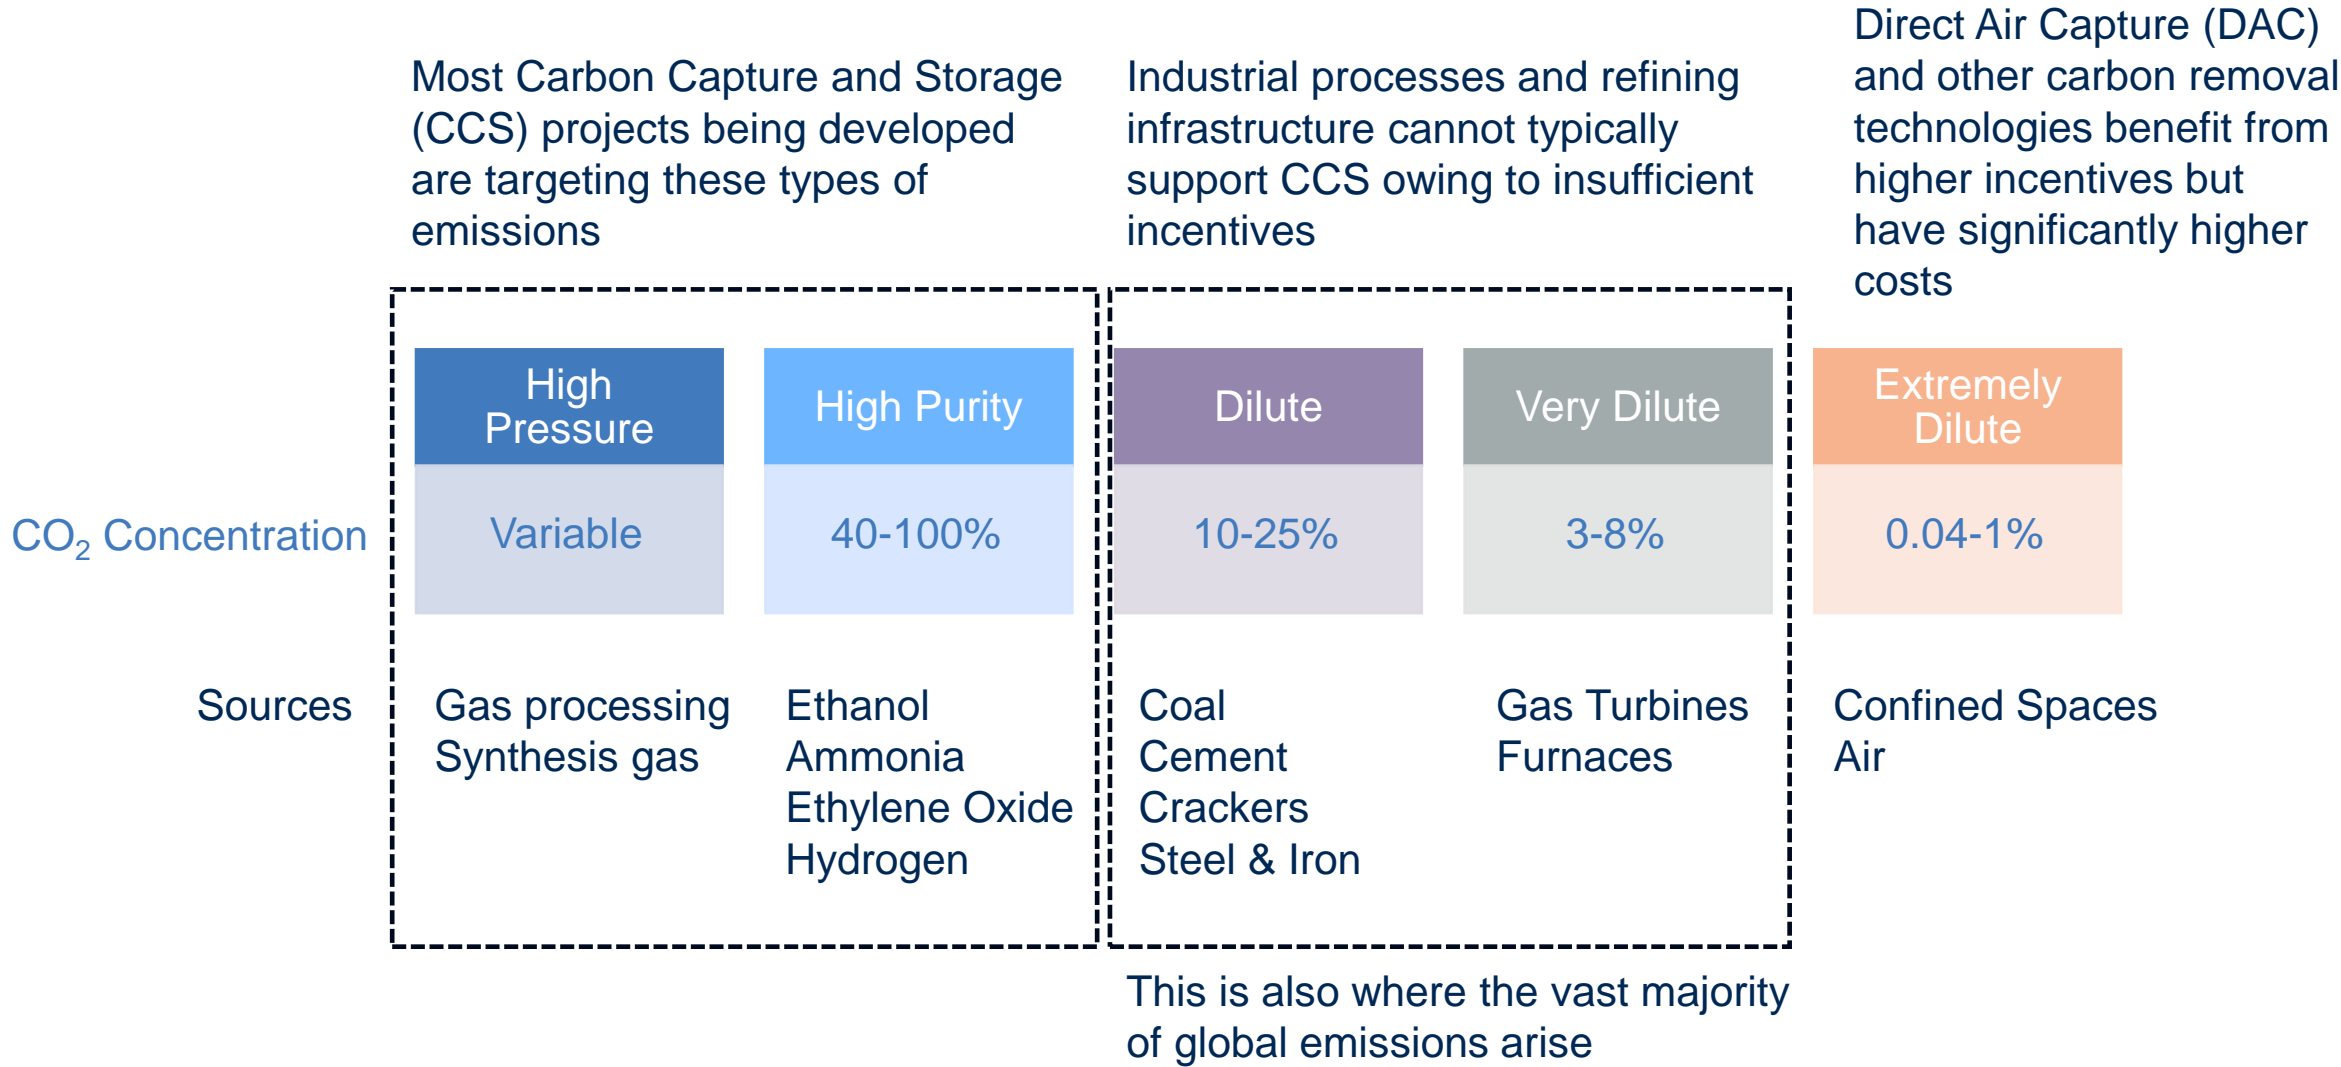 Most Carbon Capture and Storage
(CCS) projects being developed
are targeting these types of
emissions
Industrial processes and refining
infrastructure cannot typically
support CCS owing to insufficient
incentives
Direct Air Capture (DAC)
and other carbon removal
technologies benefit from
higher incentives but
have significantly higher
costs
High
Pressure
High Purity
Dilute
Very Dilute
Extremely
Dilute
CO₂ Concentration
Variable
40-100%
10-25%
3-8%
0.04-1%
Sources
Gas processing
Synthesis gas
Ethanol
Ammonia
Ethylene Oxide
Hydrogen
Coal
Cement
Crackers
Steel & Iron
Gas Turbines
Furnaces
Confined Spaces
Air
This is also where the vast majority
of global emissions arise